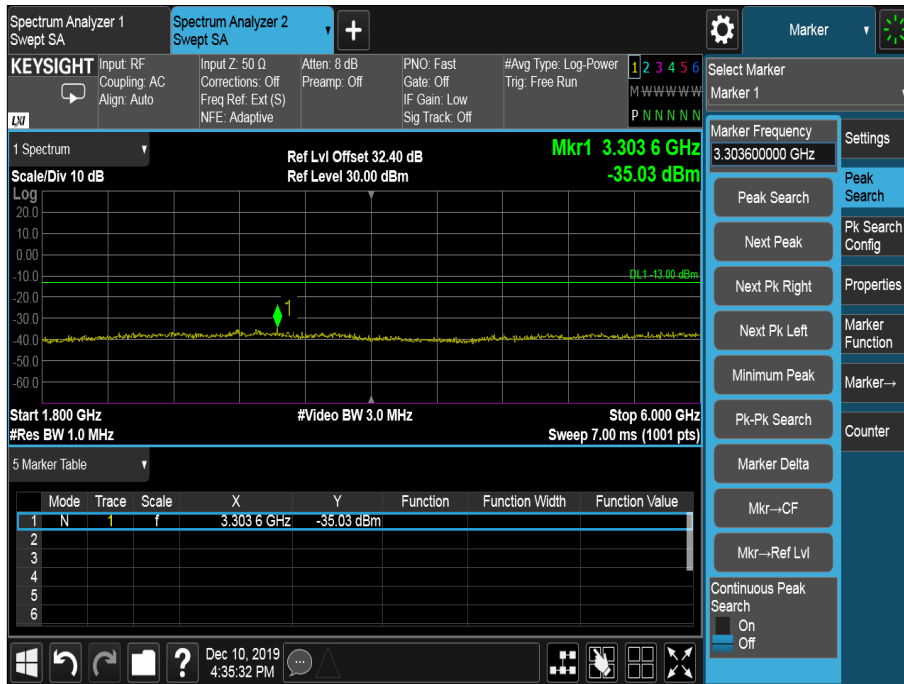 Spectrum Analyzer 1
Swept SA
Spectrum Analyzer 2
Swept SA
+
Marker
KEYSIGHT
LXI
Input: RF
Coupling: AC
Align: Auto
Input Z: 50 Ω
Corrections: Off
Freq Ref: Ext (S)
NFE: Adaptive
Atten: 8 dB
Preamp: Off
PNO: Fast
Gate: Off
IF Gain: Low
Sig Track: Off
#Avg Type: Log-Power
Trig: Free Run
1 2 3 4 5 6
M W W W W W
P N N N N N
Select Marker
Marker 1
1 Spectrum
Scale/Div 10 dB
Ref Lvl Offset 32.40 dB
Ref Level 30.00 dBm
Mkr1 3.303 6 GHz
-35.03 dBm
Log
20.0
10.0
0.00
-10.0
-20.0
-30.0
-40.0
-50.0
-60.0
DL1 -13.00 dBm
1
Start 1.800 GHz
#Res BW 1.0 MHz
#Video BW 3.0 MHz
Stop 6.000 GHz
Sweep 7.00 ms (1001 pts)
5 Marker Table
Mode Trace Scale X Y Function Function Width Function Value
1 N 1 f 3.303 6 GHz -35.03 dBm
2
3
4
5
6
Marker Frequency
3.303600000 GHz
Peak Search
Next Peak
Next Pk Right
Next Pk Left
Minimum Peak
Pk-Pk Search
Marker Delta
Mkr→CF
Mkr→Ref Lvl
Continuous Peak
Search
On
Off
Settings
Peak
Search
Pk Search
Config
Properties
Marker
Function
Marker→
Counter
?
Dec 10, 2019
4:35:32 PM